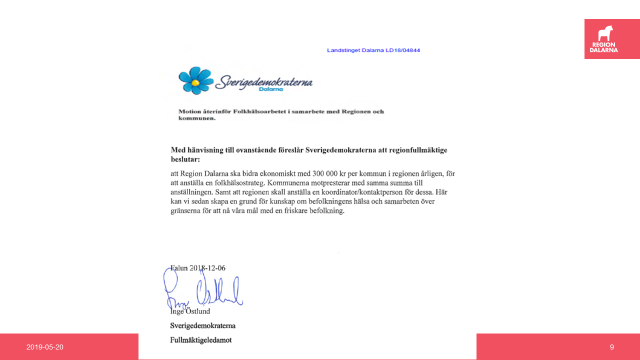 Landstinget Dalarna LD18/04844
REGION
DALARNA
Sverigedemokraterna
Dalarna
Motion återinför Folkhälsoarbetet i samarbete med Regionen och
kommunen.
Med hänvisning till ovanstående föreslår Sverigedemokraterna att regionfullmäktige
beslutar:
att Region Dalarna ska bidra ekonomiskt med 300 000 kr per kommun i regionen årligen, för
att anställa en folkhälsostrateg. Kommunerna motpresterar med samma summa till
anställningen. Samt att regionen skall anställa en koordinator/kontaktperson för dessa. Här
kan vi sedan skapa en grund för kunskap om befolkningens hälsa och samarbeten över
gränserna för att nå våra mål med en friskare befolkning.
Falun 2018-12-06
Inge Östlund
Sverigedemokraterna
Fullmäktigeledamot
2019-05-20
9